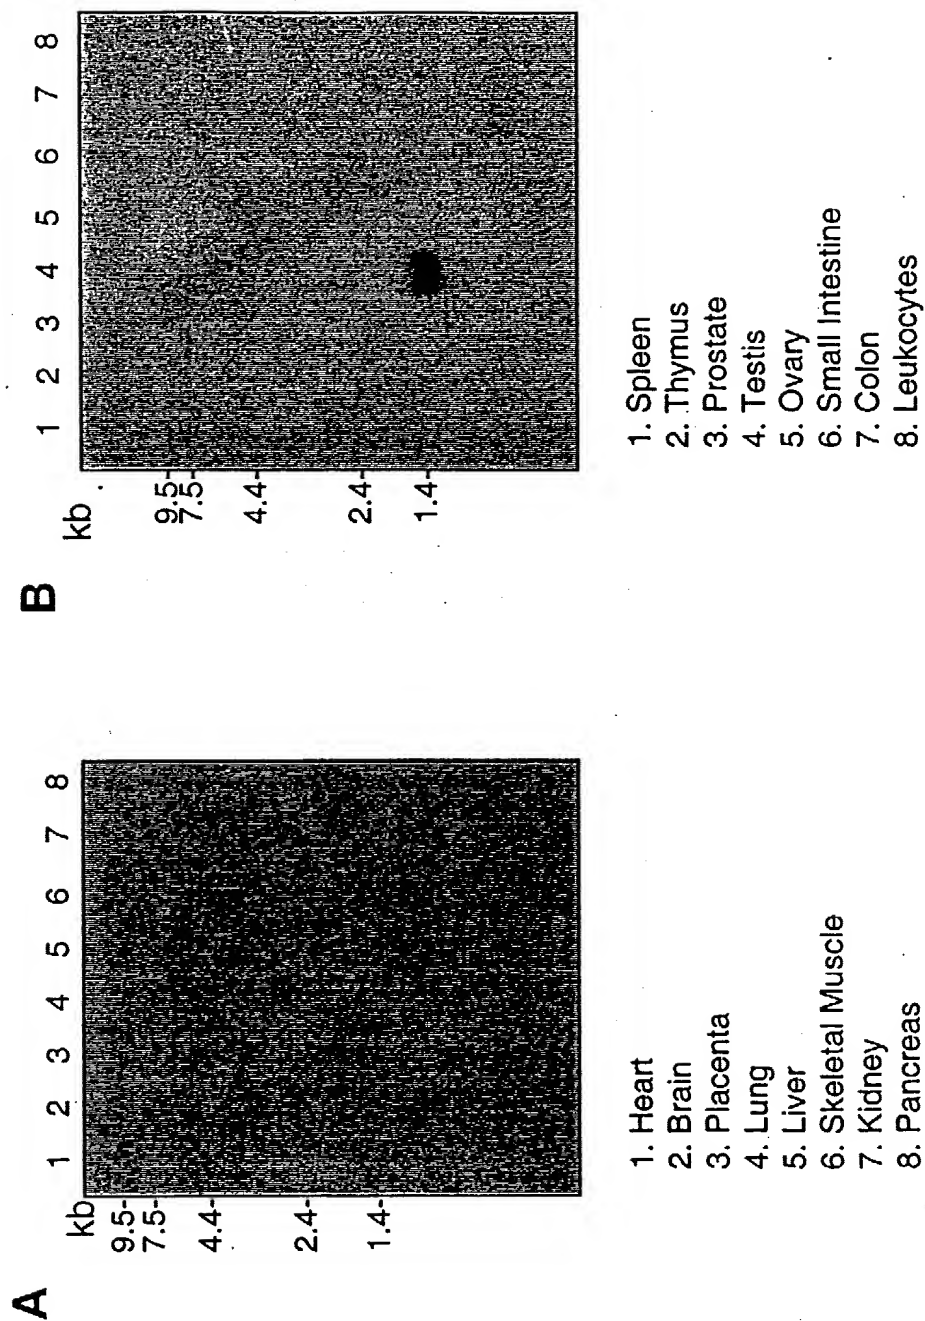 A
kb 1 2 3 4 5 6 7 8
9.5-
7.5-
4.4-
2.4-
1.4-
1. Heart
2. Brain
3. Placenta
4. Lung
5. Liver
6. Skeletal Muscle
7. Kidney
8. Pancreas
B
kb 1 2 3 4 5 6 7 8
9.5-
7.5-
4.4-
2.4-
1.4-
1. Spleen
2. Thymus
3. Prostate
4. Testis
5. Ovary
6. Small Intestine
7. Colon
8. Leukocytes